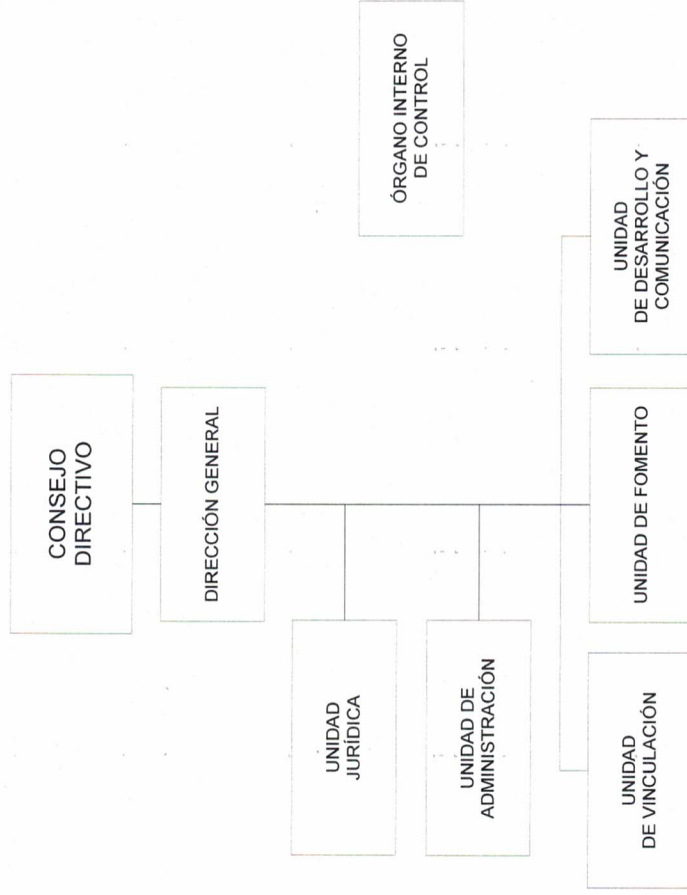 CONSEJO
DIRECTIVO
DIRECCIÓN GENERAL
ÓRGANO INTERNO
DE CONTROL
UNIDAD
JURÍDICA
UNIDAD DE
ADMINISTRACIÓN
UNIDAD
DE VINCULACIÓN
UNIDAD DE FOMENTO
UNIDAD
DE DESARROLLO Y
COMUNICACIÓN